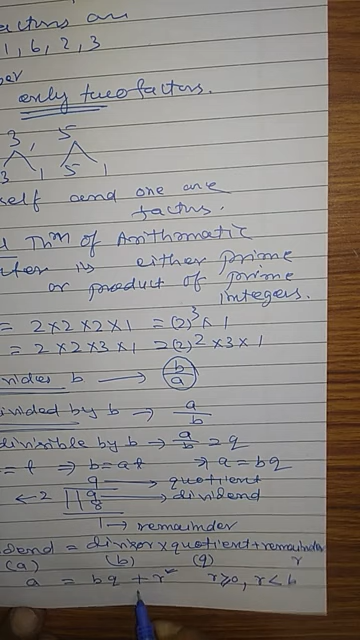 factors are
1, 6, 2, 3
only two factors.
3, 5
3 1 5 1
self and one are
factors.
Thm of Arithmatic
is either prime
or product of prime
integers.
= 2×2×2×1 = (2)³×1
= 2×2×3×1 = (2)²×3×1
divides b → b/a
divided by b → a/b
divisible by b → a/b = q
⇒ b = a ⇒ a = bq
q → quotient
← 2 9 → dividend
8
1 → remainder
dend = divisor × quotient + remainder
(a) (b) (q) r
a = bq + r r ≥ 0, r < b